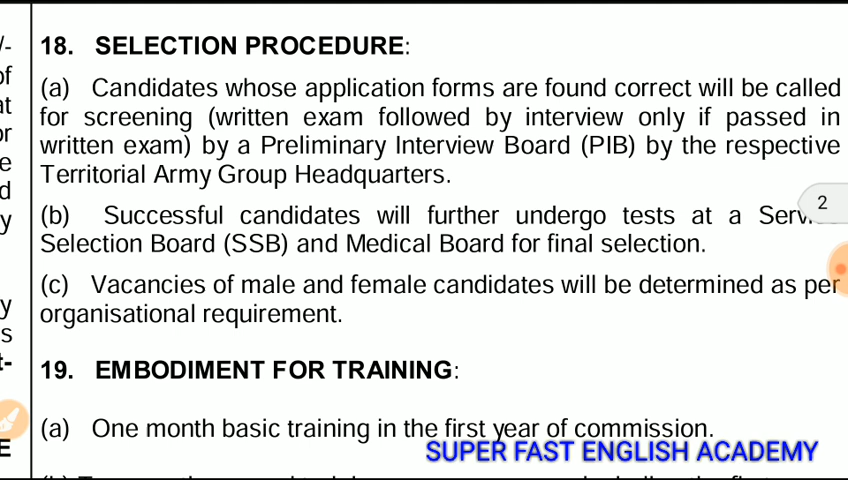 /-
of
at
or
e
d
y
y
s
t-
E
18. SELECTION PROCEDURE:
(a) Candidates whose application forms are found correct will be called
for screening (written exam followed by interview only if passed in
written exam) by a Preliminary Interview Board (PIB) by the respective
Territorial Army Group Headquarters.
(b) Successful candidates will further undergo tests at a
Selection Board (SSB) and Medical Board for final selection.
(c) Vacancies of male and female candidates will be determined as per
organisational requirement.
19. EMBODIMENT FOR TRAINING:
(a) One month basic training in the first year of commission.
2
SUPER FAST ENGLISH ACADEMY